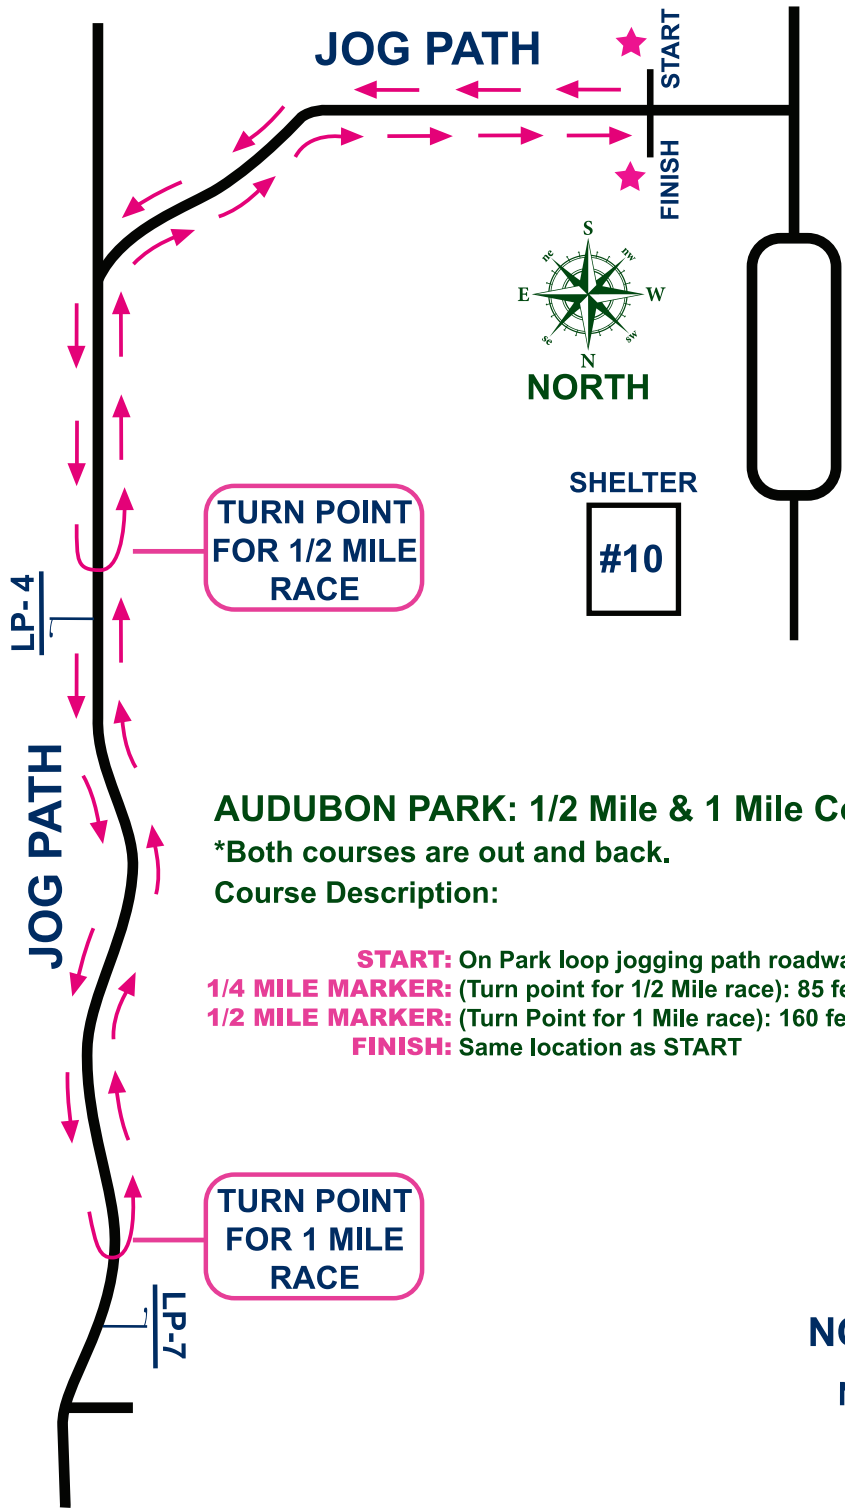 JOG PATH
START
FINISH
S
ne
nw
E
W
se
sw
N
NORTH
SHELTER
#10
TURN POINT
FOR 1/2 MILE
RACE
LP- 4
JOG PATH
AUDUBON PARK: 1/2 Mile & 1 Mile
*Both courses are out and back.
Course Description:
START: On Park loop jogging path
1/4 MILE MARKER: (Turn point for 1/2 Mile race): 85
1/2 MILE MARKER: (Turn Point for 1 Mile race): 160
FINISH: Same location as START
TURN POINT
FOR 1 MILE
RACE
LP-7